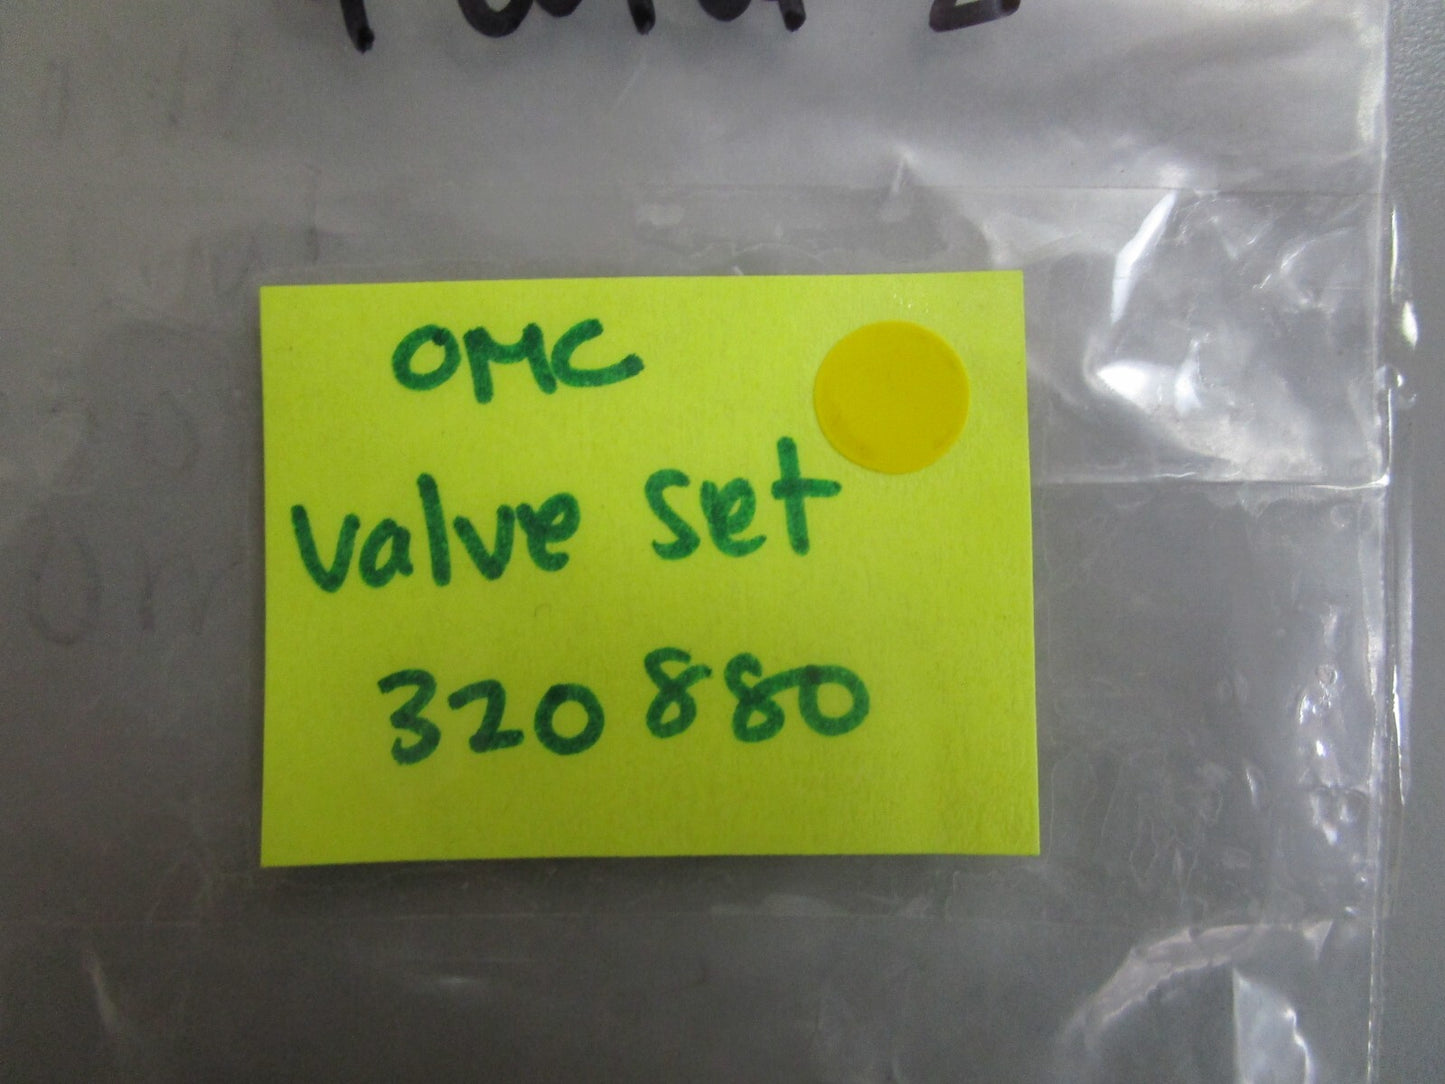 OMC
Valve Set
320880